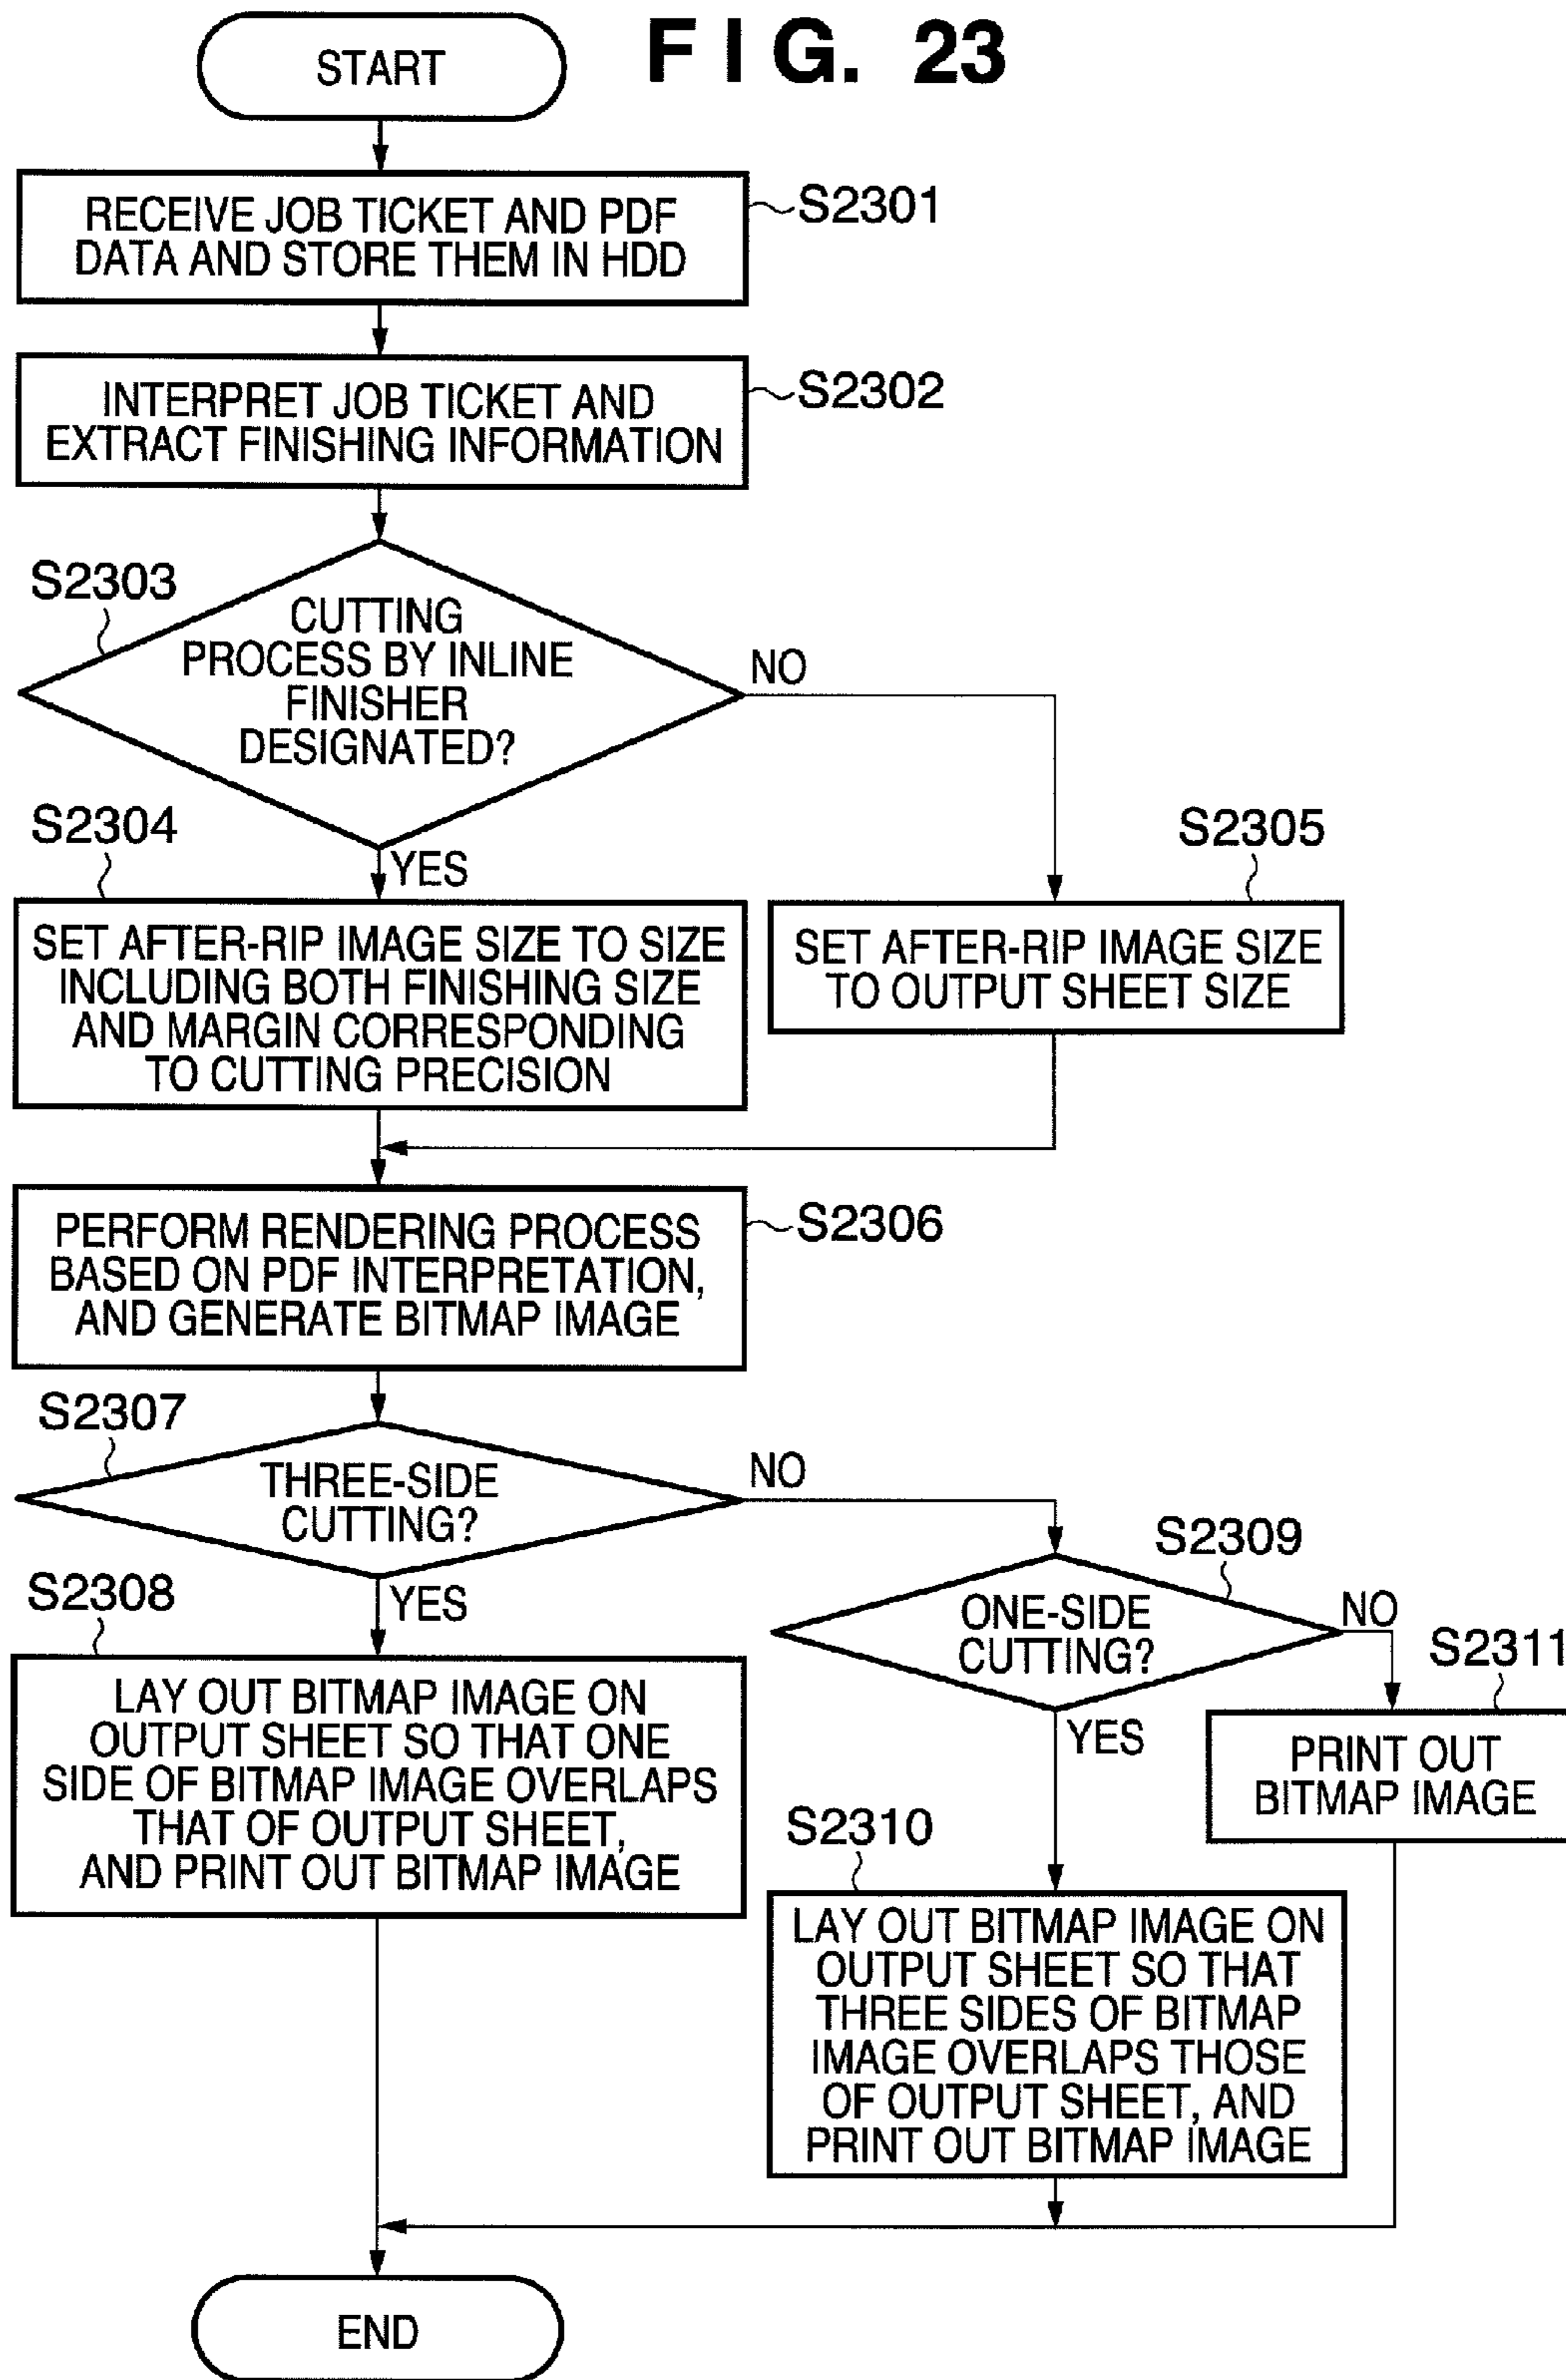 FIG. 23
START
RECEIVE JOB TICKET AND PDF
DATA AND STORE THEM IN HDD
S2301
INTERPRET JOB TICKET AND
EXTRACT FINISHING INFORMATION
S2302
S2303
CUTTING
PROCESS BY INLINE
FINISHER
DESIGNATED?
NO
YES
S2304
SET AFTER-RIP IMAGE SIZE TO SIZE
INCLUDING BOTH FINISHING SIZE
AND MARGIN CORRESPONDING
TO CUTTING PRECISION
S2305
SET AFTER-RIP IMAGE SIZE
TO OUTPUT SHEET SIZE
PERFORM RENDERING PROCESS
BASED ON PDF INTERPRETATION,
AND GENERATE BITMAP IMAGE
S2306
S2307
THREE-SIDE
CUTTING?
NO
YES
S2308
LAY OUT BITMAP IMAGE ON
OUTPUT SHEET SO THAT ONE
SIDE OF BITMAP IMAGE OVERLAPS
THAT OF OUTPUT SHEET,
AND PRINT OUT BITMAP IMAGE
S2309
ONE-SIDE
CUTTING?
NO
YES
S2311
PRINT OUT
BITMAP IMAGE
S2310
LAY OUT BITMAP IMAGE ON
OUTPUT SHEET SO THAT
THREE SIDES OF BITMAP
IMAGE OVERLAPS THOSE
OF OUTPUT SHEET, AND
PRINT OUT BITMAP IMAGE
END